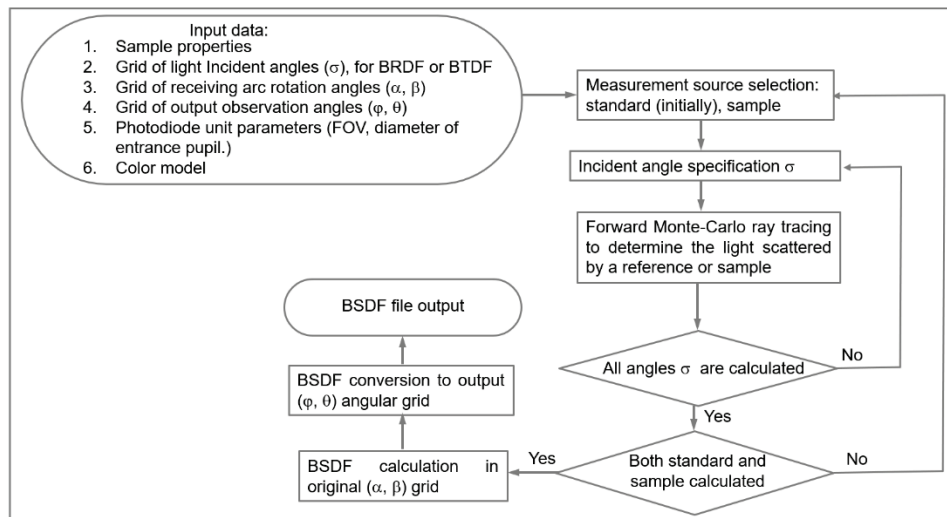 Input data:
1. Sample properties
2. Grid of light Incident angles (σ), for BRDF or BTDF
3. Grid of receiving arc rotation angles (α, β)
4. Grid of output observation angles (φ, θ)
5. Photodiode unit parameters (FOV, diameter of
entrance pupil.)
6. Color model
Measurement source selection:
standard (initially), sample
Incident angle specification σ
Forward Monte-Carlo ray tracing
to determine the light scattered
by a reference or sample
All angles σ are calculated
No
Yes
Both standard and
sample calculated
No
Yes
BSDF calculation in
original (α, β) grid
BSDF conversion to output
(φ, θ) angular grid
BSDF file output